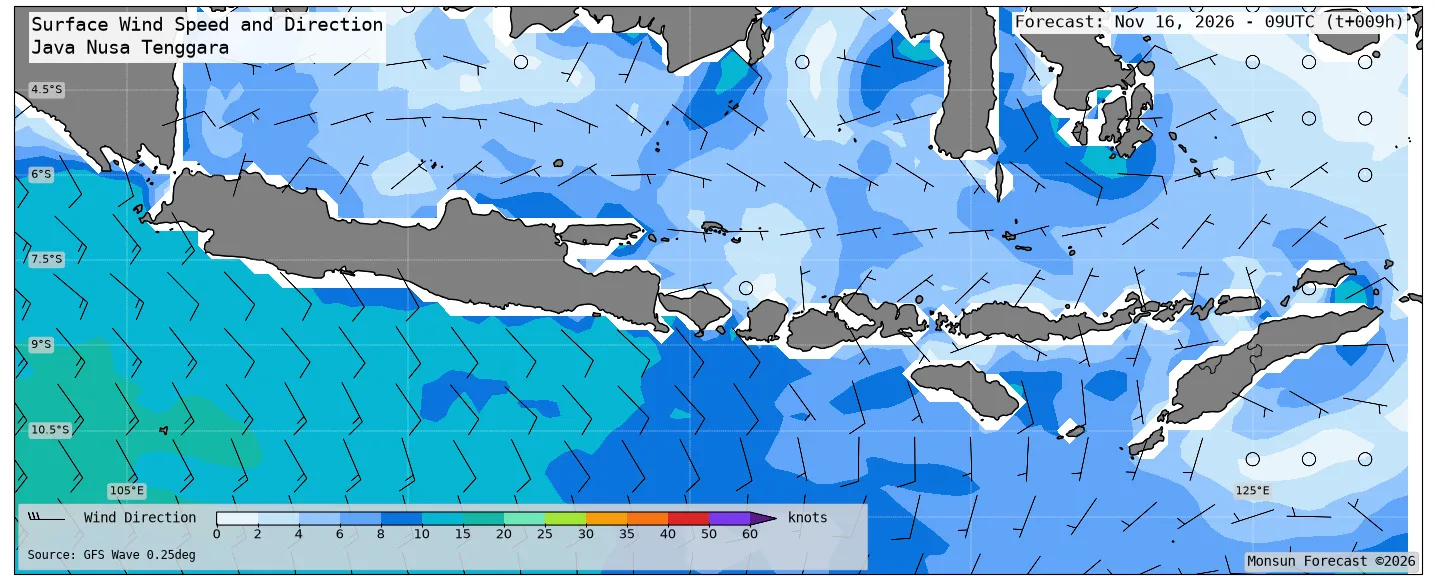 Surface Wind Speed and Direction
Java Nusa Tenggara
Forecast: Nov 16, 2026 - 09UTC (t+009h)
4.5°S
6°S
7.5°S
9°S
10.5°S
105°E
125°E
Wind Direction
0 2 4 6 8 10 15 20 25 30 35 40 50 60
knots
Source: GFS Wave 0.25deg
Monsun Forecast ©2026